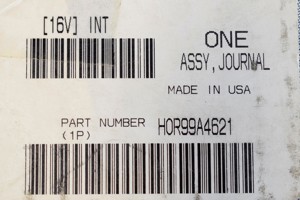 [16V] INT
ONE
ASSY, JOURNAL
MADE IN USA
PART NUMBER HOR99A4621
(1P)